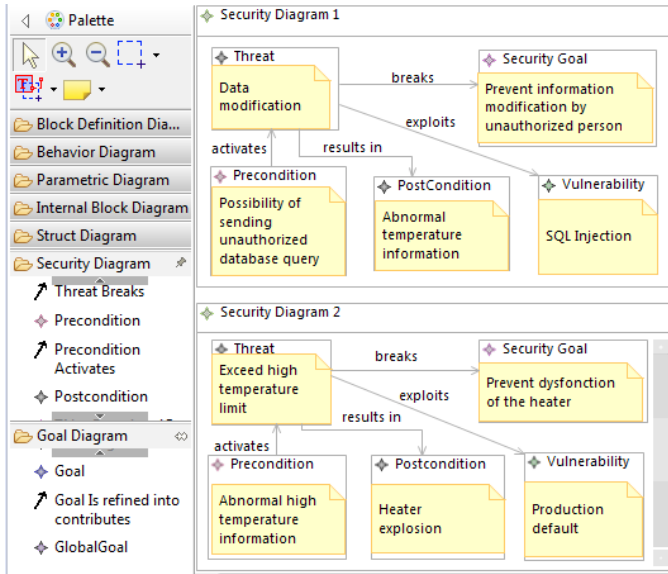 Palette
Block Definition Dia...
Behavior Diagram
Parametric Diagram
Internal Block Diagram
Struct Diagram
Security Diagram
Threat Breaks
Precondition
Precondition
Activates
Postcondition
Goal Diagram
Goal
Goal Is refined into
contributes
GlobalGoal
Security Diagram 1
Threat
Data
modification
breaks
Security Goal
Prevent information
modification by
unauthorized person
exploits
activates
results in
Precondition
Possibility of
sending
unauthorized
database query
PostCondition
Abnormal
temperature
information
Vulnerability
SQL Injection
Security Diagram 2
Threat
Exceed high
temperature
limit
breaks
Security Goal
Prevent dysfonction
of the heater
exploits
results in
activates
Precondition
Abnormal high
temperature
information
Postcondition
Heater
explosion
Vulnerability
Production
default